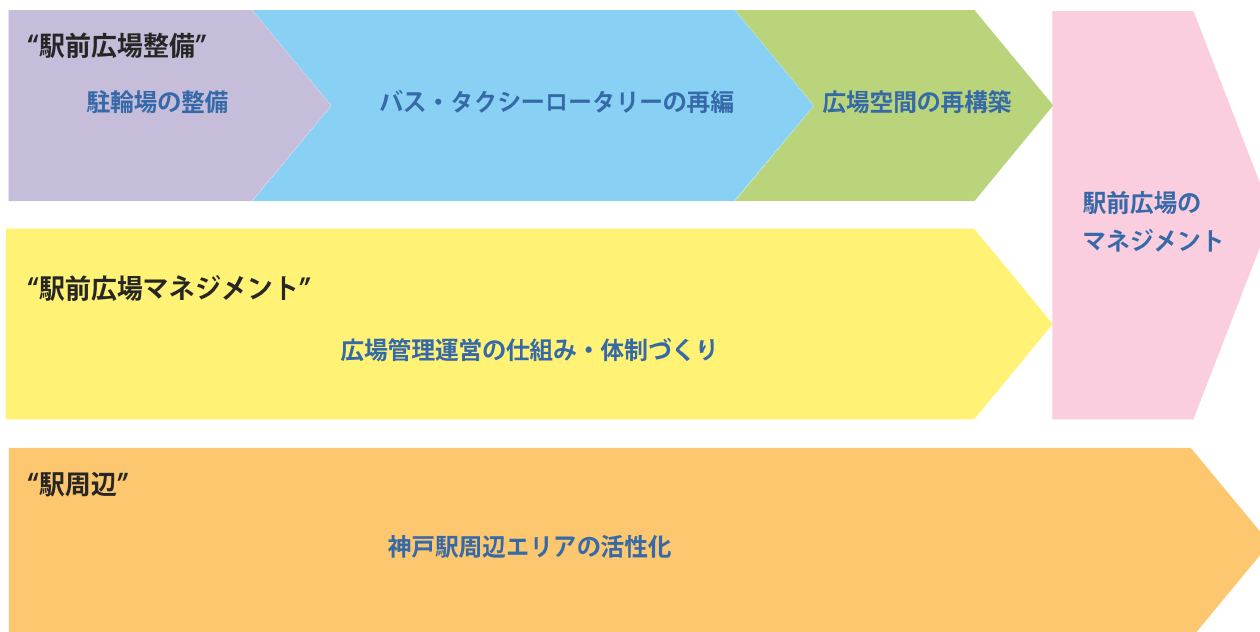 “駅前広場整備”
駐輪場の整備
バス・タクシーロータリーの再編
広場空間の再構築
駅前広場の
マネジメント
“駅前広場マネジメント”
広場管理運営の仕組み・体制づくり
“駅周辺”
神戸駅周辺エリアの活性化